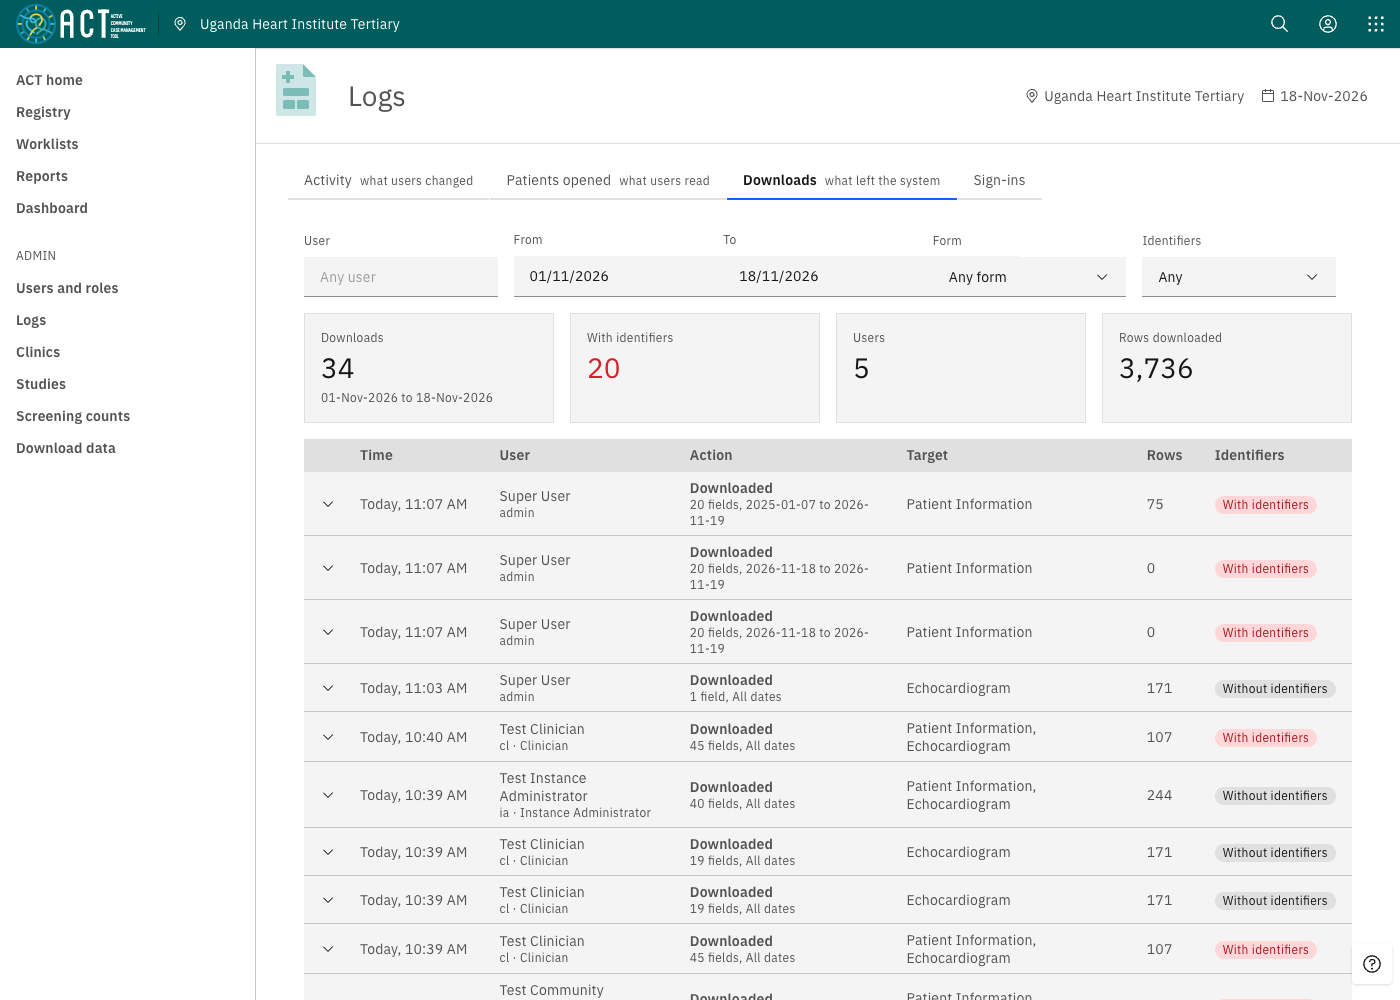 ACT ACTIVE COMMUNITY CASE MANAGEMENT TOOL
Uganda Heart Institute Tertiary
ACT home
Registry
Worklists
Reports
Dashboard
ADMIN
Users and roles
Logs
Clinics
Studies
Screening counts
Download data
Logs
Uganda Heart Institute Tertiary 18-Nov-2026
Activity what users changed Patients opened what users read Downloads what left the system Sign-ins
User From To Form Identifiers
Any user 01/11/2026 18/11/2026 Any form Any
Downloads
34
01-Nov-2026 to 18-Nov-2026
With identifiers
20
Users
5
Rows downloaded
3,736
Time User Action Target Rows Identifiers
Today, 11:07 AM Super User admin Downloaded 20 fields, 2025-01-07 to 2026-11-19 Patient Information 75 With identifiers
Today, 11:07 AM Super User admin Downloaded 20 fields, 2026-11-18 to 2026-11-19 Patient Information 0 With identifiers
Today, 11:07 AM Super User admin Downloaded 20 fields, 2026-11-18 to 2026-11-19 Patient Information 0 With identifiers
Today, 11:03 AM Super User admin Downloaded 1 field, All dates Echocardiogram 171 Without identifiers
Today, 10:40 AM Test Clinician cl · Clinician Downloaded 45 fields, All dates Patient Information, Echocardiogram 107 With identifiers
Today, 10:39 AM Test Instance Administrator ia · Instance Administrator Downloaded 40 fields, All dates Patient Information, Echocardiogram 244 Without identifiers
Today, 10:39 AM Test Clinician cl · Clinician Downloaded 19 fields, All dates Echocardiogram 171 Without identifiers
Today, 10:39 AM Test Clinician cl · Clinician Downloaded 19 fields, All dates Echocardiogram 171 Without identifiers
Today, 10:39 AM Test Clinician cl · Clinician Downloaded 45 fields, All dates Patient Information, Echocardiogram 107 With identifiers
Test Community Downloaded Patient Information,